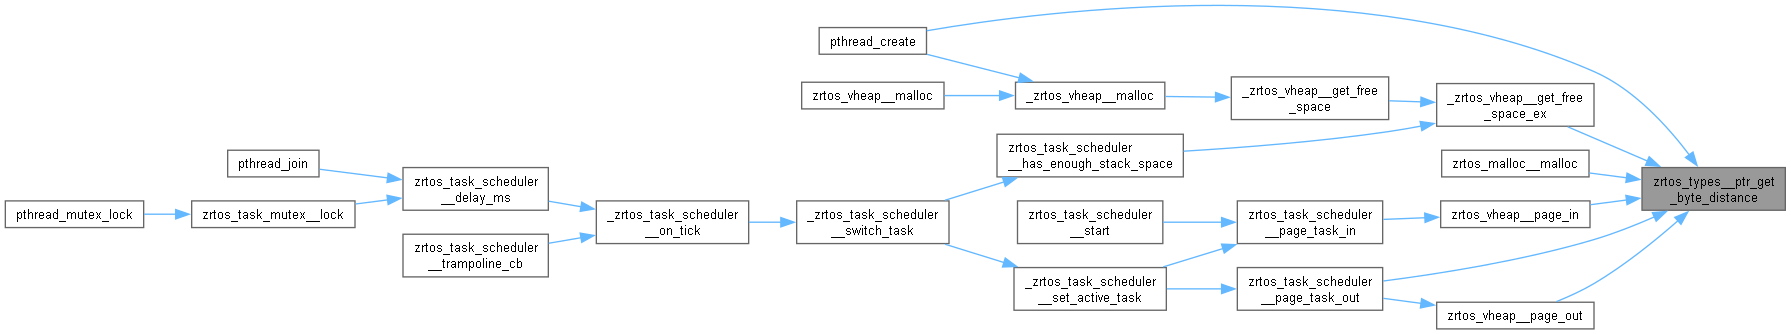 pthread_create
zrtos_vheap__malloc
_zrtos_vheap__malloc
_zrtos_vheap__get_free
_space
_zrtos_vheap__get_free
_space_ex
zrtos_task_scheduler
__has_enough_stack_space
zrtos_malloc__malloc
zrtos_types__ptr_get
_byte_distance
pthread_join
zrtos_task_scheduler
__delay_ms
pthread_mutex_lock
zrtos_task_mutex__lock
_zrtos_task_scheduler
__on_tick
_zrtos_task_scheduler
__switch_task
zrtos_task_scheduler
__start
zrtos_task_scheduler
__page_task_in
zrtos_vheap__page_in
zrtos_task_scheduler
__trampoline_cb
_zrtos_task_scheduler
__set_active_task
zrtos_task_scheduler
__page_task_out
zrtos_vheap__page_out